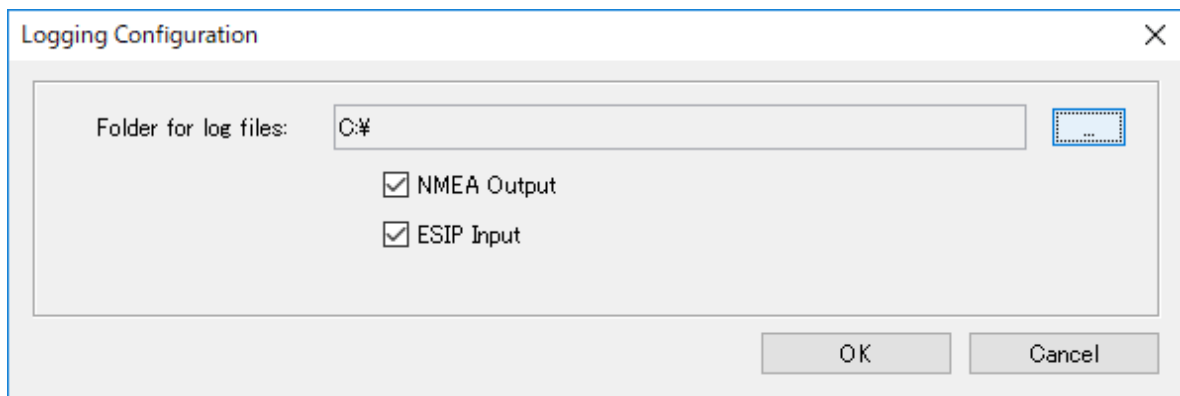 Logging Configuration
Folder for log files: C:¥ ...
NMEA Output
ESIP Input
OK Cancel